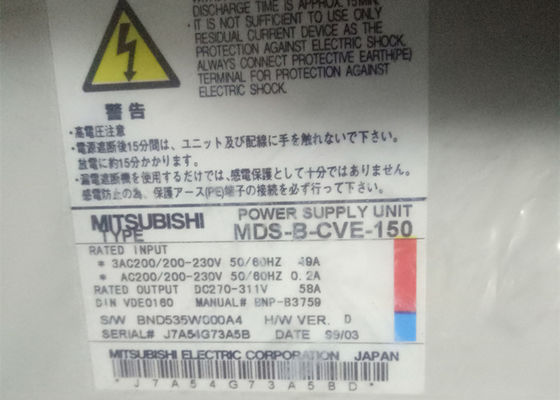 DISCHARGE TIME IS APPROX. 15MIN.
・IT IS NOT SUFFICIENT TO USE ONLY
RESIDUAL CURRENT DEVICE AS THE
PROTECTION AGAINST ELECTRIC SHOCK.
ALWAYS CONNECT PROTECTIVE EARTH(PE)
TERMINAL FOR PROTECTION AGAINST
ELECTRIC SHOCK.
警告
・高電圧注意
・電源遮断後15分間は、ユニット及び配線に手を触れないで下さい。
放電に約15分かかります。
・漏電遮断機を使用するだけでは、感電保護として十分ではありません。
感電防止の為、保護アース(PE)端子の接続を必ず行って下さい。
MITSUBISHI POWER SUPPLY UNIT
TYPE MDS-B-CVE-150
RATED INPUT
* 3AC200/200-230V 50/60HZ 49A
* AC200/200-230V 50/60HZ 0.2A
RATED OUTPUT DC270-311V 58A
DIN VDE0160 MANUAL# BNP-B3759
S/W BND535W000A4 H/W VER. D
SERIAL# J7A54G73A5B DATE 99/03
MITSUBISHI ELECTRIC CORPORATION JAPAN
*J7A54G73A5BD*